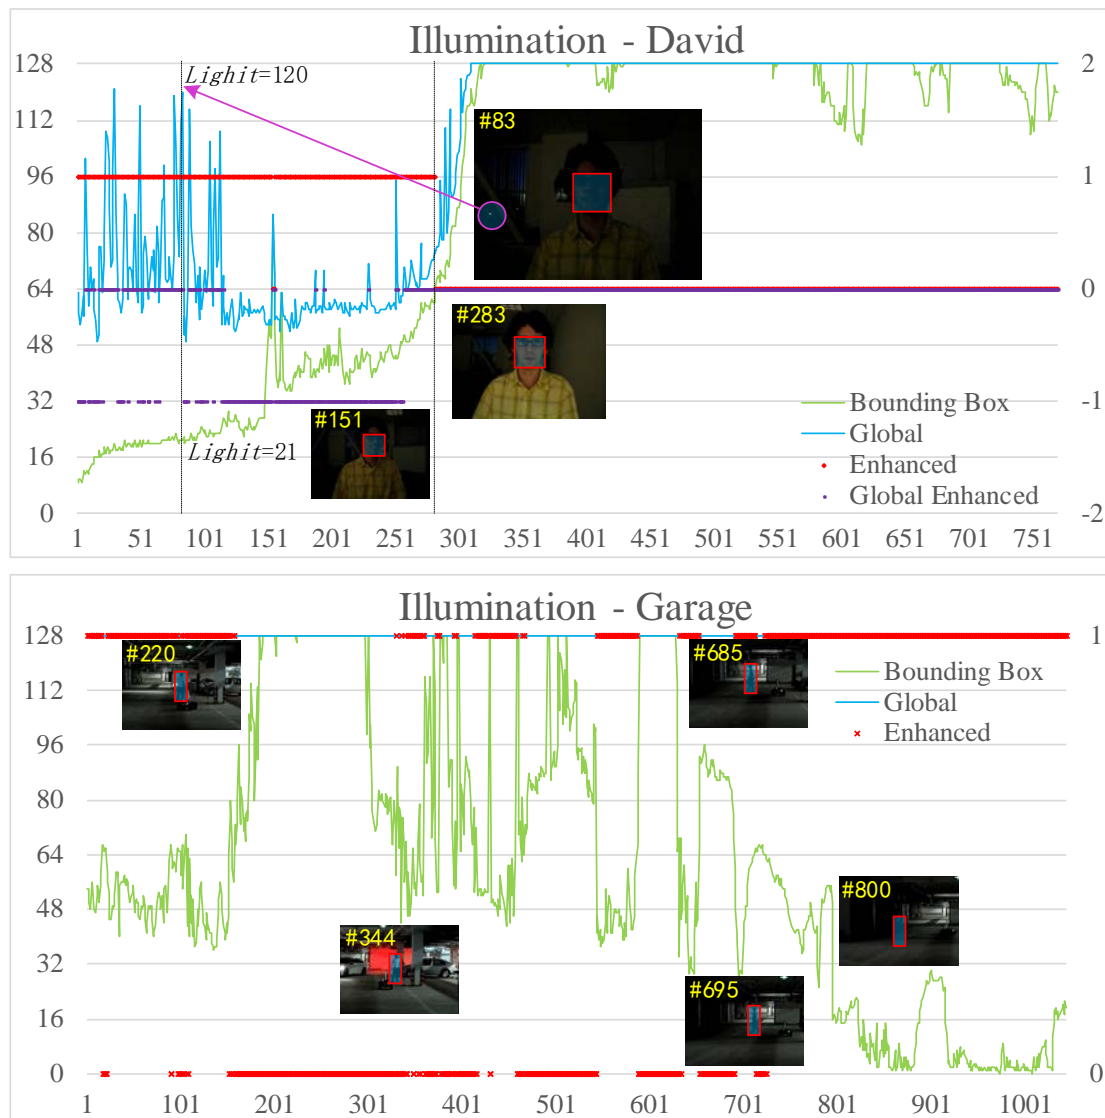 Illumination - David
128 2
Lighit=120
112
#83
96 1
80
64 0
#283
48
32 -1
Bounding Box
#151
Global
Lighit=21
16
Enhanced
Global Enhanced
0 -2
1 51 101 151 201 251 301 351 401 451 501 551 601 651 701 751
Illumination - Garage
128 1
#220
#685
Bounding Box
112
Global
Enhanced
96
80
64
#800
48
#344
32
#695
16
0 0
1 101 201 301 401 501 601 701 801 901 1001